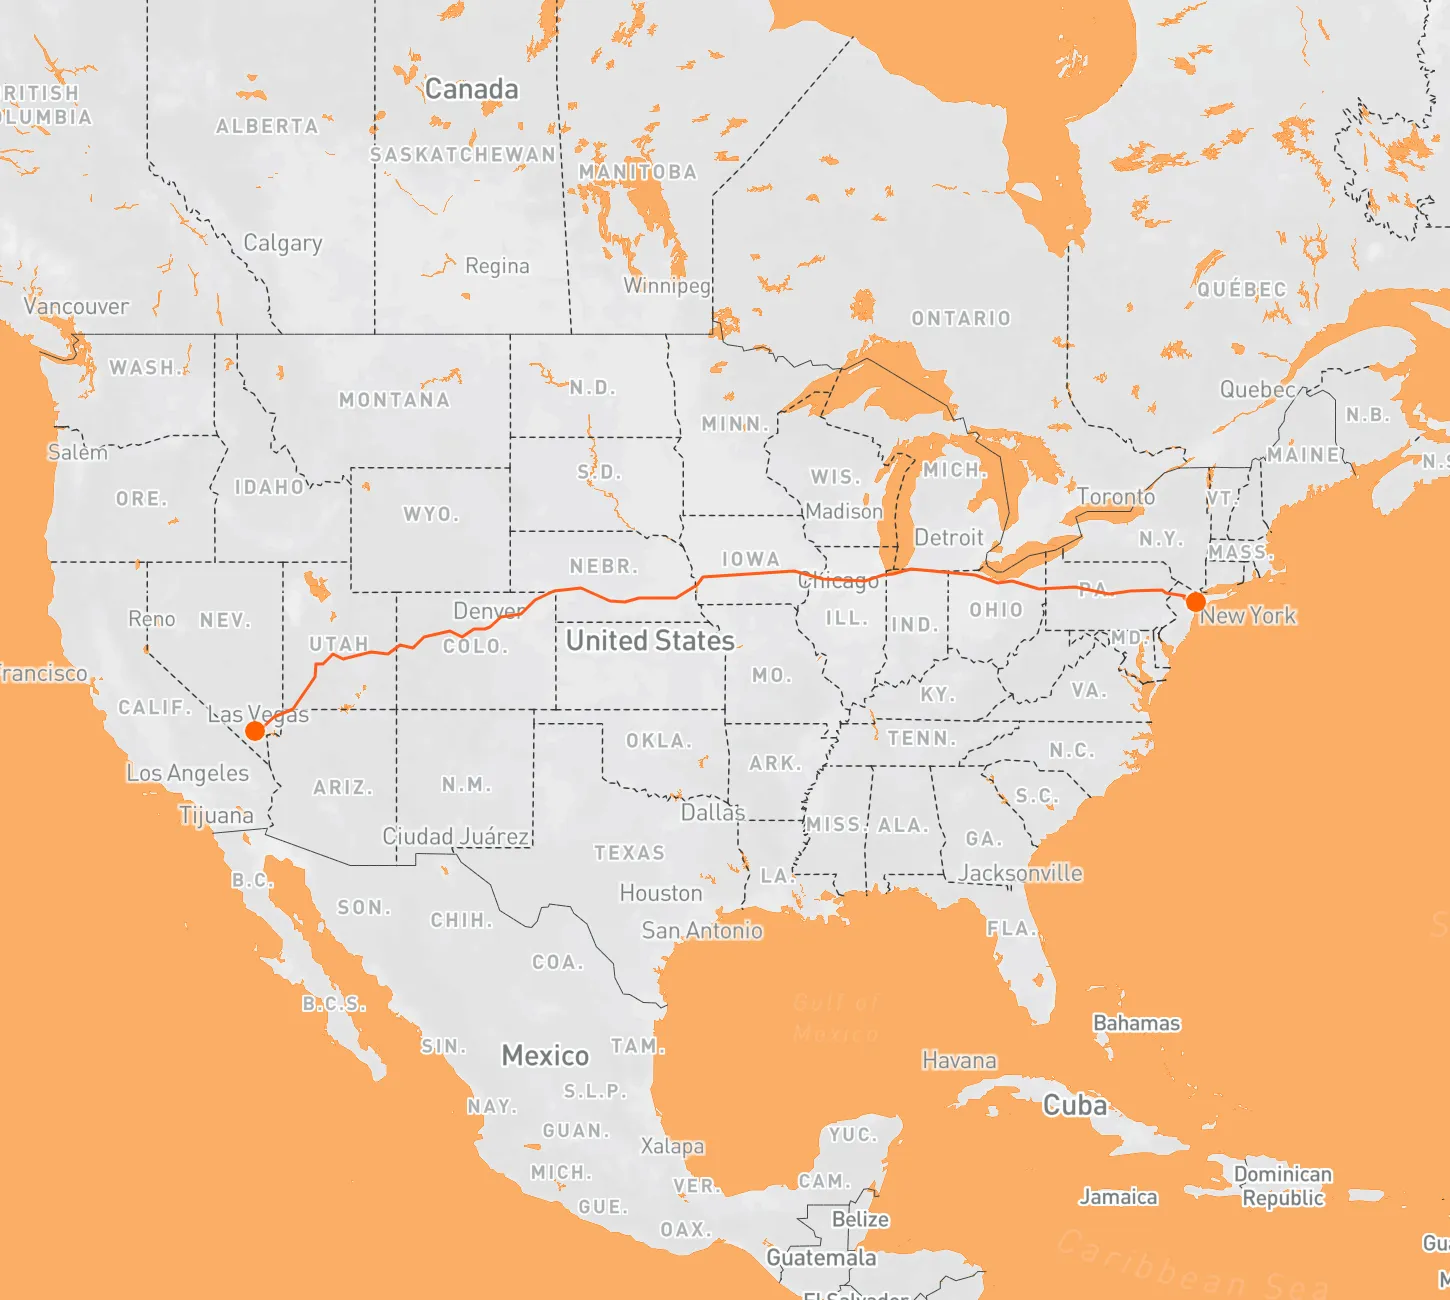 Canada
RITISH
OLUMBIA
ALBERTA
SASKATCHEWAN
MANITOBA
Calgary
Regina
Winnipeg
Vancouver
ONTARIO
QUÉBEC
WASH.
MONTANA
N.D.
MINN.
Quebec
N.B.
Salem
MAINE
N.S
ORE.
IDAHO
WYO.
S.D.
WIS.
MICH.
Madison
Toronto
VT.
Detroit
N.Y.
MASS.
NEBR.
IOWA
Chicago
PA.
Reno
NEV.
Denver
UTAH
COLO.
United States
ILL.
IND.
OHIO
New York
MD.
rancisco
CALIF.
Las Vegas
MO.
KY.
VA.
Los Angeles
ARIZ.
N.M.
OKLA.
ARK.
TENN.
N.C.
Tijuana
Ciudad Juárez
Dallas
MISS.
ALA.
S.C.
GA.
TEXAS
B.C.
SON.
CHIH.
Houston
LA.
Jacksonville
San Antonio
FLA.
COA.
S
B.C.S.
Gulf of
Mexico
Bahamas
SIN.
Mexico
TAM.
Havana
NAY.
S.L.P.
Cuba
GUAN.
Xalapa
YUC.
MICH.
VER.
CAM.
GUE.
OAX.
Belize
Jamaica
Dominican
Republic
Guatemala
El Salvador
Caribbean Sea
Gua
M